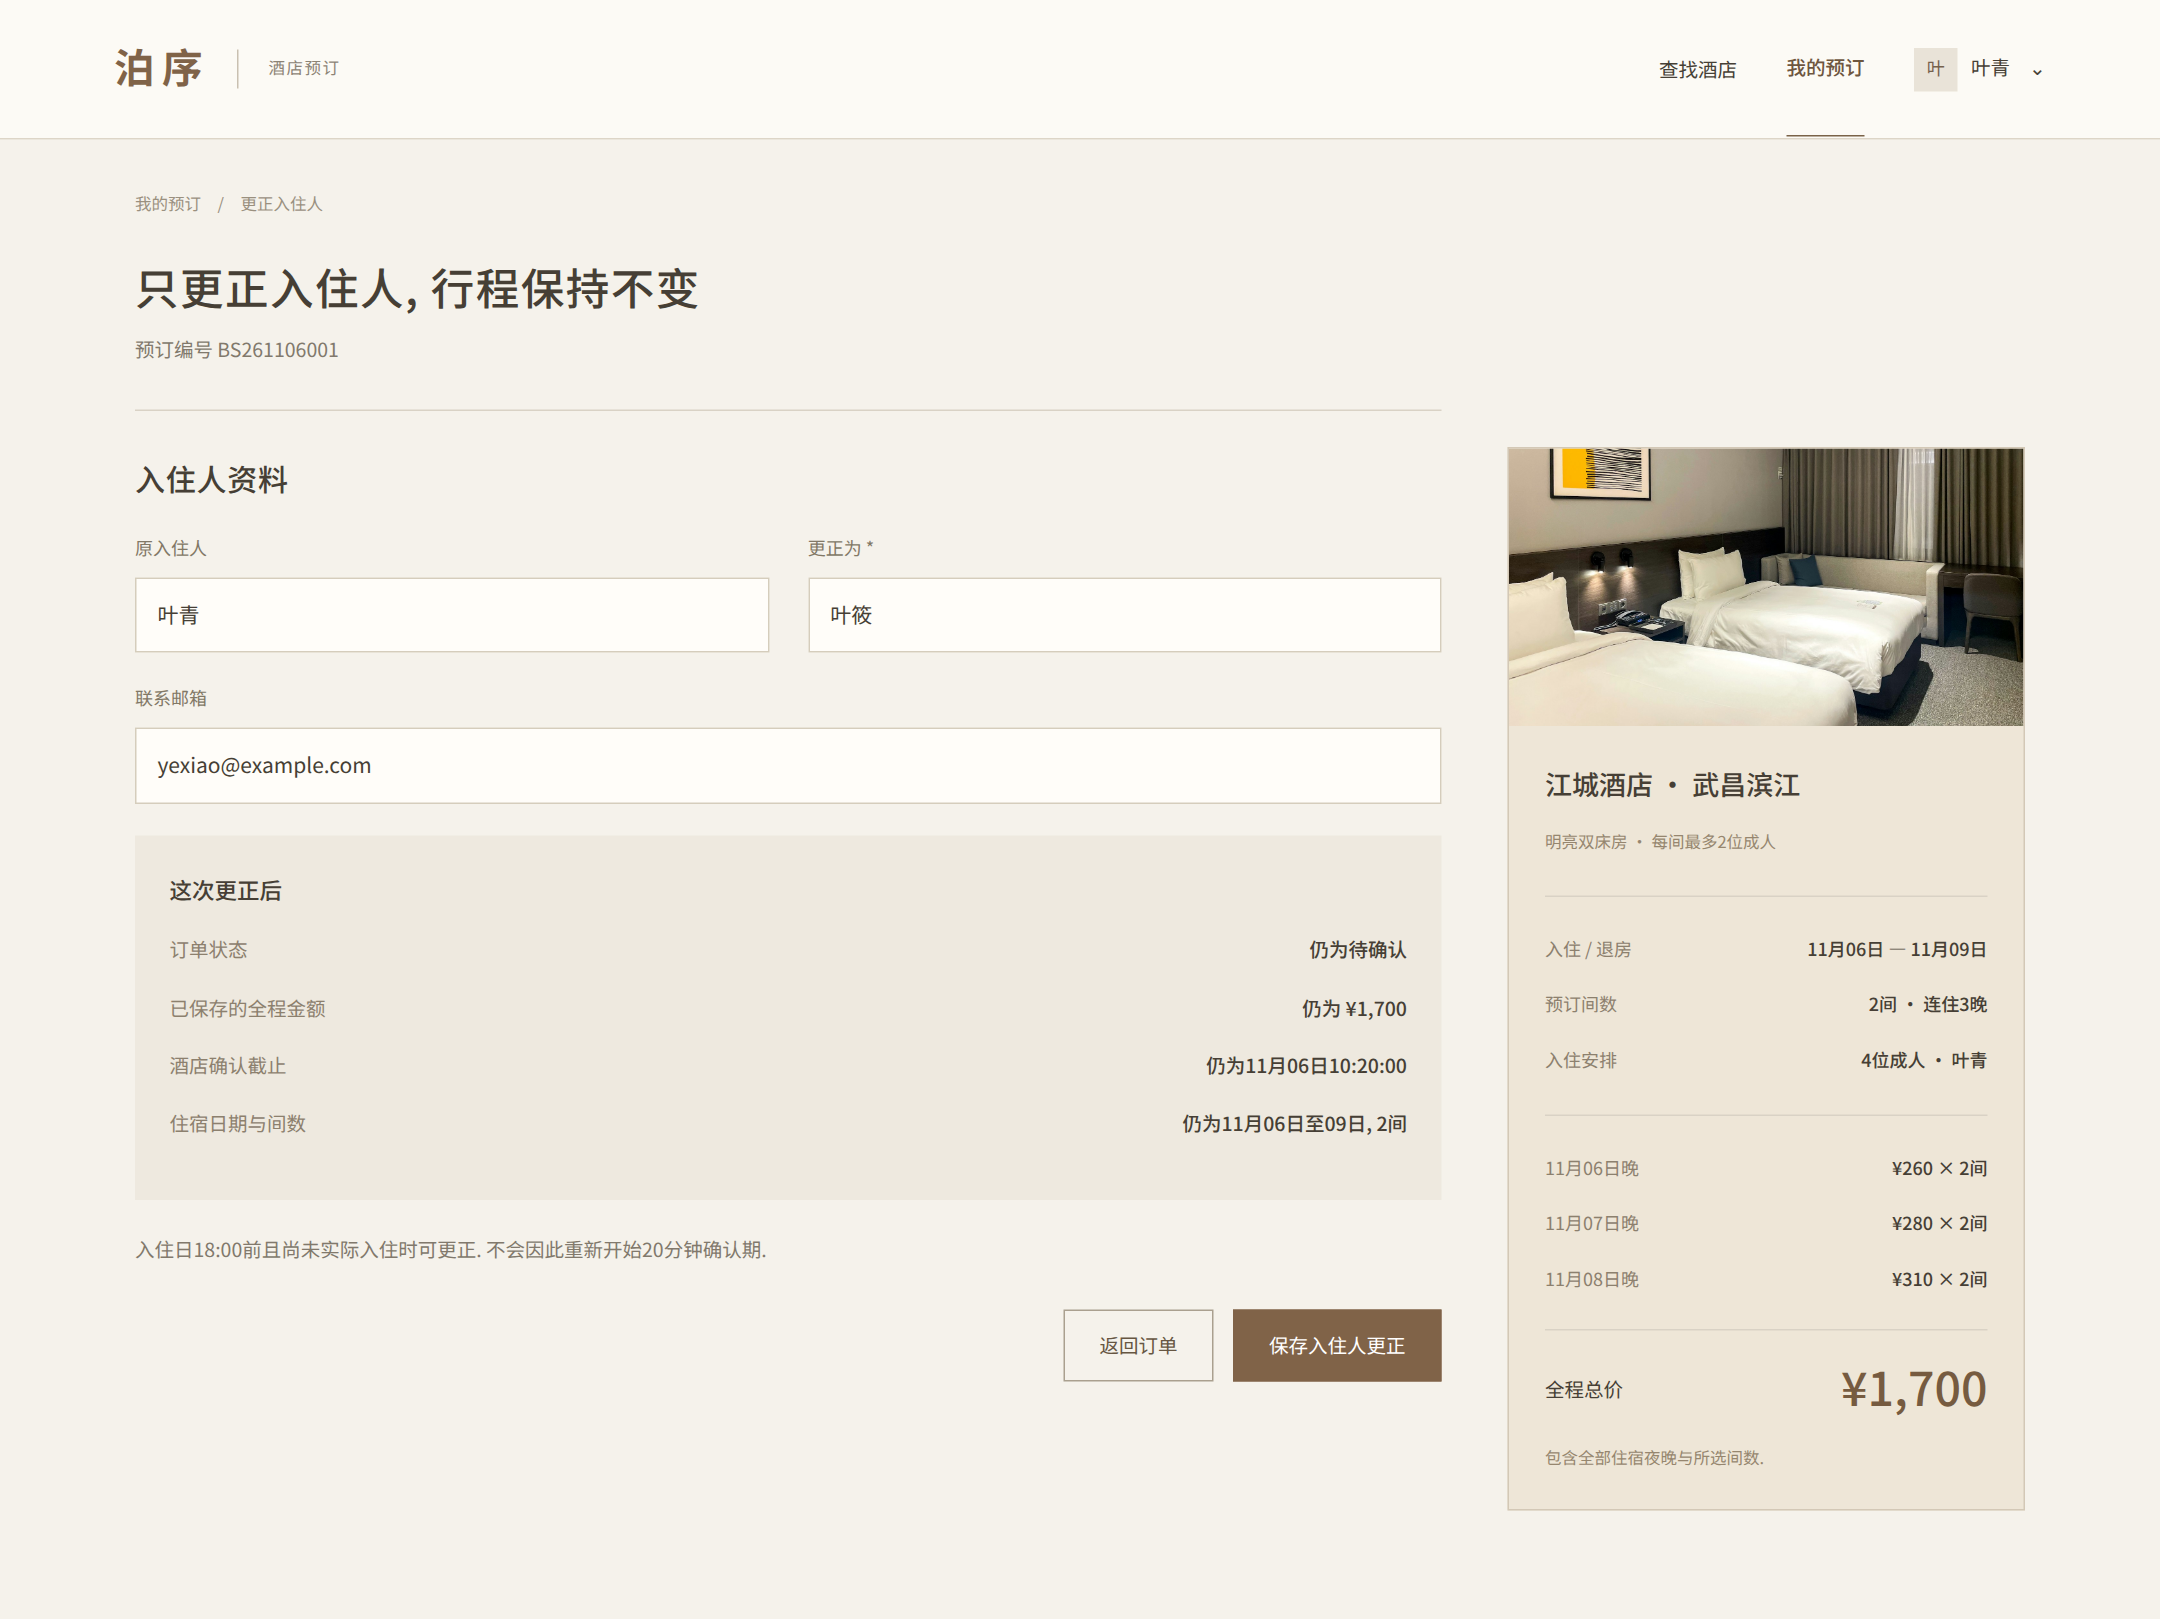 泊序
酒店预订
查找酒店
我的预订
叶
叶青
我的预订 / 更正入住人
只更正入住人, 行程保持不变
预订编号 BS261106001
入住人资料
原入住人
更正为 *
叶青
叶筱
联系邮箱
yexiao@example.com
这次更正后
订单状态 仍为待确认
已保存的全程金额 仍为 ¥1,700
酒店确认截止 仍为11月06日10:20:00
住宿日期与间数 仍为11月06日至09日, 2间
入住日18:00前且尚未实际入住时可更正. 不会因此重新开始20分钟确认期.
返回订单
保存入住人更正
江城酒店 · 武昌滨江
明亮双床房 · 每间最多2位成人
入住 / 退房 11月06日 — 11月09日
预订间数 2间 · 连住3晚
入住安排 4位成人 · 叶青
11月06日晚 ¥260 × 2间
11月07日晚 ¥280 × 2间
11月08日晚 ¥310 × 2间
全程总价 ¥1,700
包含全部住宿夜晚与所选间数.